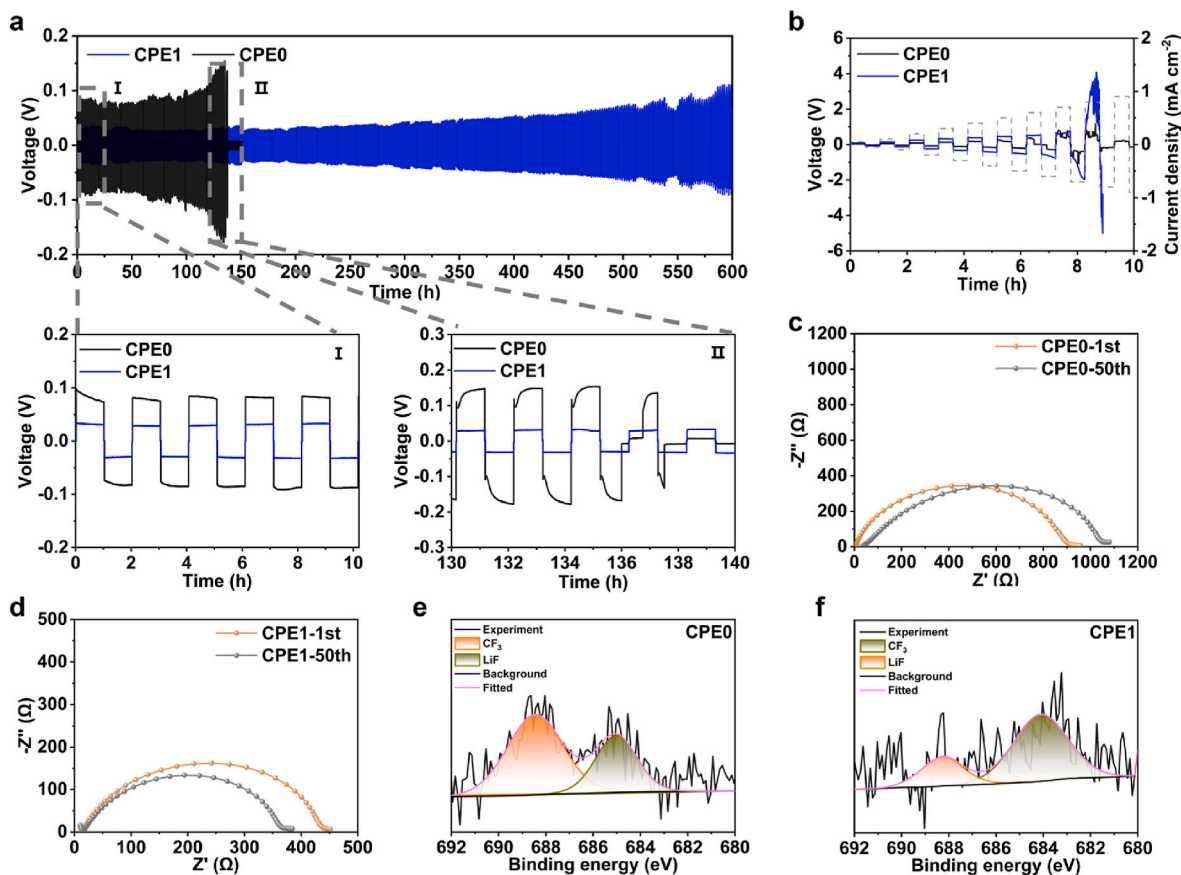 a
CPE1 CPE0
I
II
Voltage (V)
0.2
0.1
0.0
-0.1
-0.2
0 50 100 150 200 250 300 350 400 450 500 550 600
Time (h)
b
CPE0
CPE1
Voltage (V)
6
4
2
0
-2
-4
-6
0 2 4 6 8 10
Time (h)
2
1
0
-1
-2
Current density (mA cm⁻²)
CPE0
CPE1
I
Voltage (V)
0.2
0.1
0.0
-0.1
-0.2
0 2 4 6 8 10
Time (h)
CPE0
CPE1
II
Voltage (V)
0.3
0.2
0.1
0.0
-0.1
-0.2
-0.3
130 132 134 136 138 140
Time (h)
c
CPE0-1st
CPE0-50th
-Z'' (Ω)
1200
1000
800
600
400
200
0
0 200 400 600 800 1000 1200
Z' (Ω)
d
CPE1-1st
CPE1-50th
-Z'' (Ω)
500
400
300
200
100
0
0 100 200 300 400 500
Z' (Ω)
e
Experiment
CF₃
LiF
Background
Fitted
CPE0
692 690 688 686 684 682 680
Binding energy (eV)
f
Experiment
CF₃
LiF
Background
Fitted
CPE1
692 690 688 686 684 682 680
Binding energy (eV)